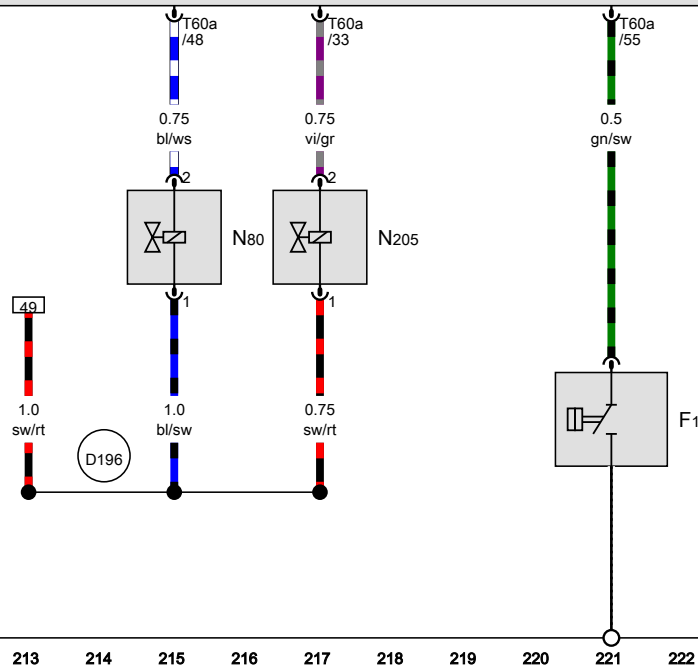 T60a
/48
T60a
/33
T60a
/55
0.75
bl/ws
0.75
vi/gr
0.5
gn/sw
2
2
N80
N205
49
1
1
1.0
sw/rt
D196
1.0
bl/sw
0.75
sw/rt
F1
213 214 215 216 217 218 219 220 221 222